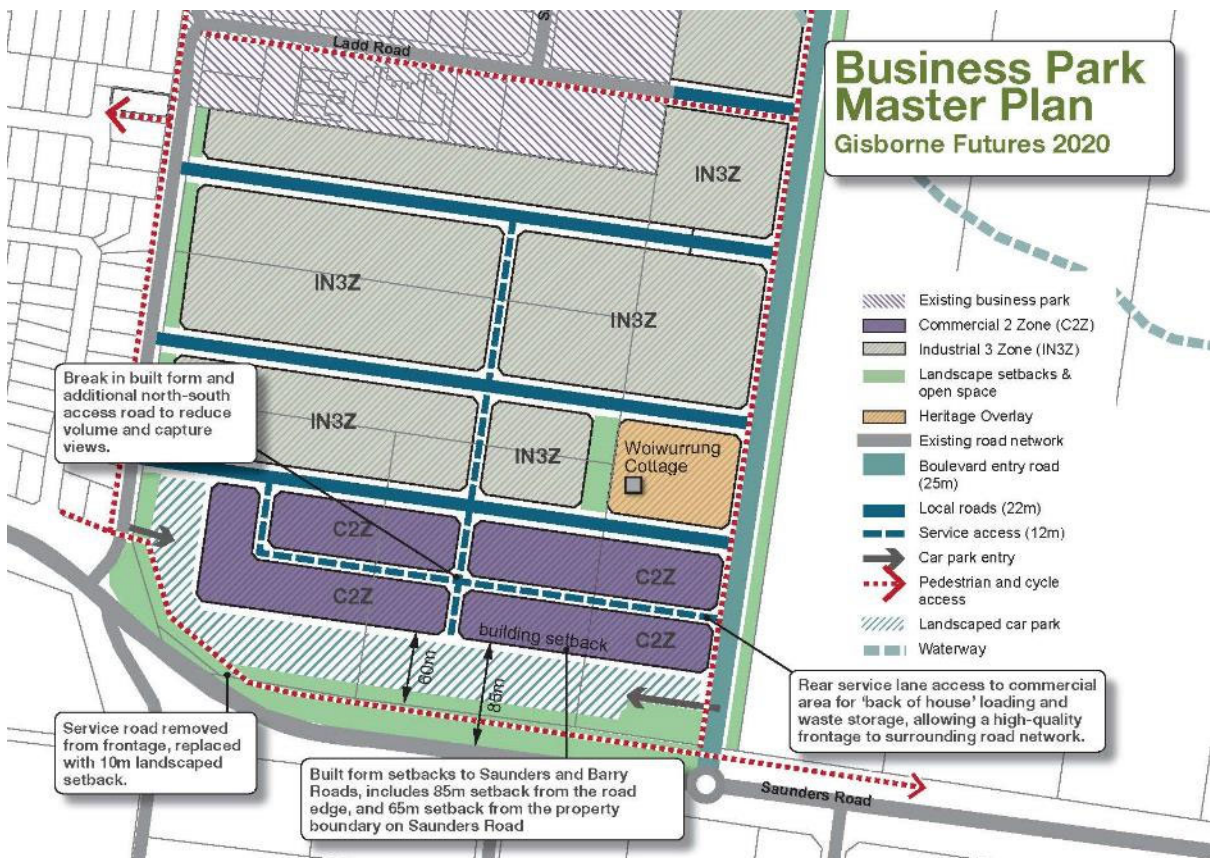 Ladd Road
Business Park
Master Plan
Gisborne Futures 2020
IN3Z
IN3Z
IN3Z
Existing business park
Commercial 2 Zone (C2Z)
Industrial 3 Zone (IN3Z)
Landscape setbacks &
open space
Heritage Overlay
Existing road network
Boulevard entry road
(25m)
Local roads (22m)
Service access (12m)
Car park entry
Pedestrian and cycle
access
Landscaped car park
Waterway
Break in built form and
additional north-south
access road to reduce
volume and capture
views.
IN3Z
IN3Z
Woiwurrung
Cottage
C2Z
C2Z
C2Z
C2Z
building setback
60m
85m
Rear service lane access to commercial
area for ‘back of house’ loading and
waste storage, allowing a high-quality
frontage to surrounding road network.
Service road removed
from frontage, replaced
with 10m landscaped
setback.
Built form setbacks to Saunders and Barry
Roads, includes 85m setback from the road
edge, and 65m setback from the property
boundary on Saunders Road
Saunders Road